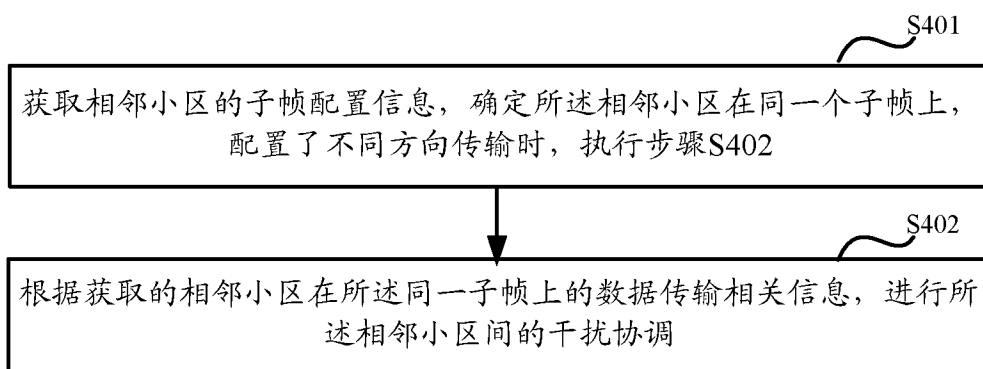 S401
获取相邻小区的子帧配置信息，确定所述相邻小区在同一个子帧上，
配置了不同方向传输时，执行步骤S402
S402
根据获取的相邻小区在所述同一子帧上的数据传输相关信息，进行所
述相邻小区间的干扰协调